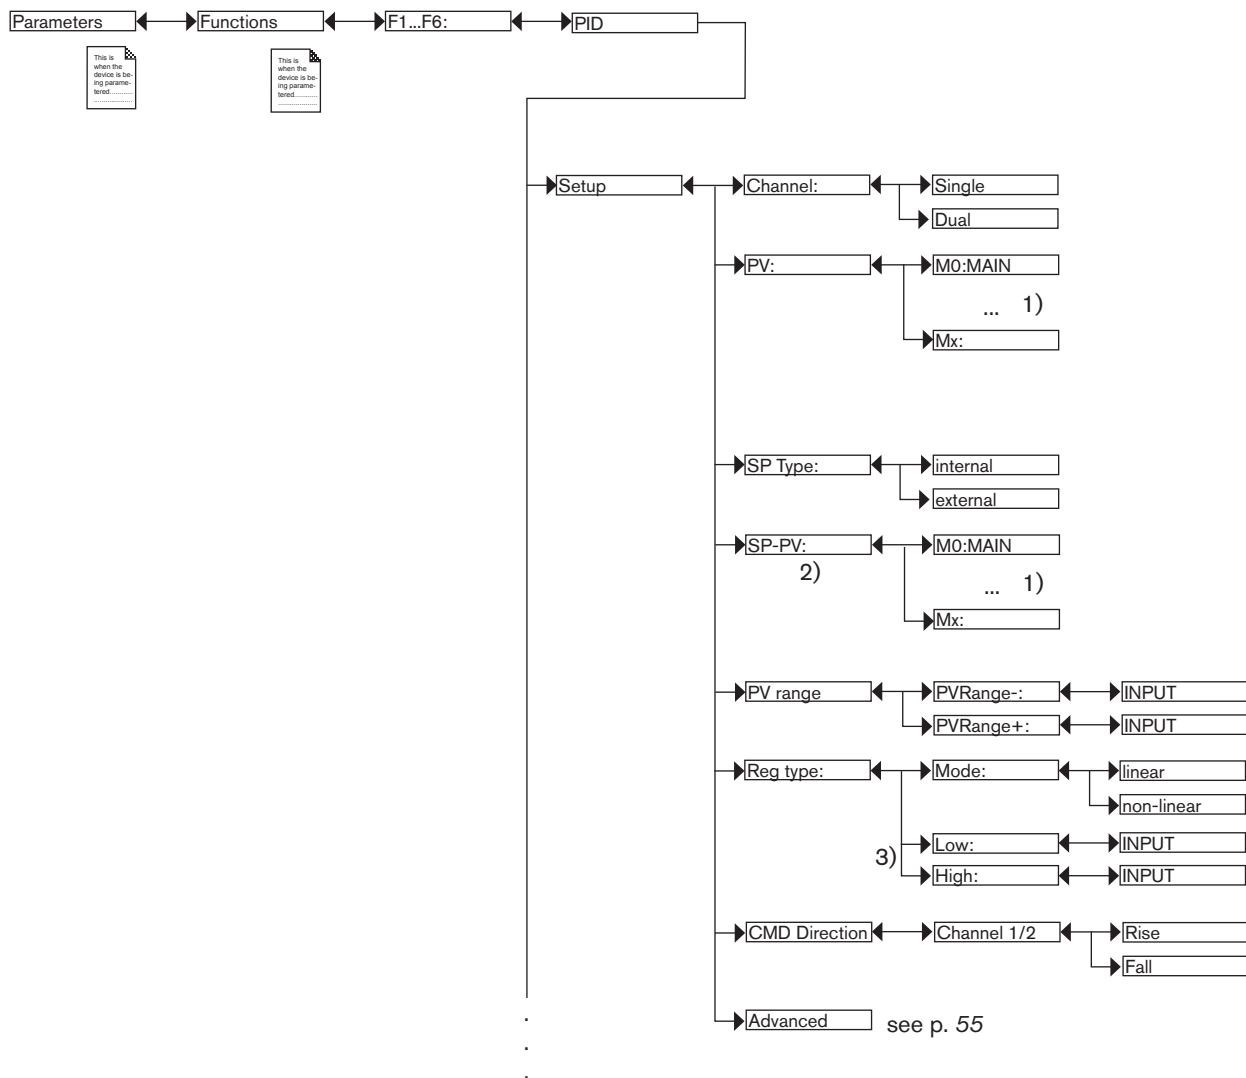 Parameters Functions F1...F6: PID
This is
when the
device is be-
ing parame-
tered............
.....................
This is
when the
device is be-
ing parame-
tered............
.....................
Setup Channel: Single
Dual
PV: M0:MAIN
... 1)
Mx:
SP Type: internal
external
SP-PV: M0:MAIN
2)
... 1)
Mx:
PV range PVRange-: INPUT
PVRange+: INPUT
Reg type: Mode: linear
non-linear
3) Low: INPUT
High: INPUT
CMD Direction Channel 1/2 Rise
Fall
Advanced see p. 55
.
.
.